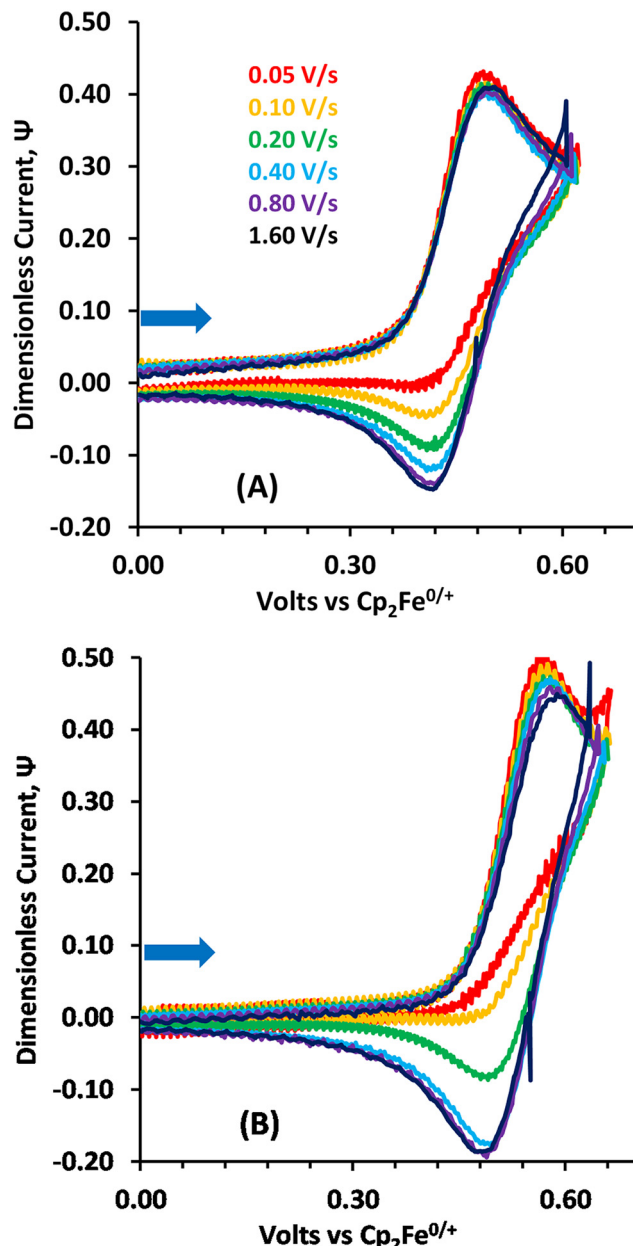 (A)
0.50
0.40
0.30
0.20
0.10
0.00
-0.10
-0.20
Dimensionless Current, Ψ
0.05 V/s
0.10 V/s
0.20 V/s
0.40 V/s
0.80 V/s
1.60 V/s
(A)
0.00
0.30
0.60
Volts vs Cp₂Fe⁰ᐟ⁺
0.50
0.40
0.30
0.20
0.10
0.00
-0.10
-0.20
Dimensionless Current, Ψ
(B)
0.00
0.30
0.60
Volts vs Cp₂Fe⁰ᐟ⁺